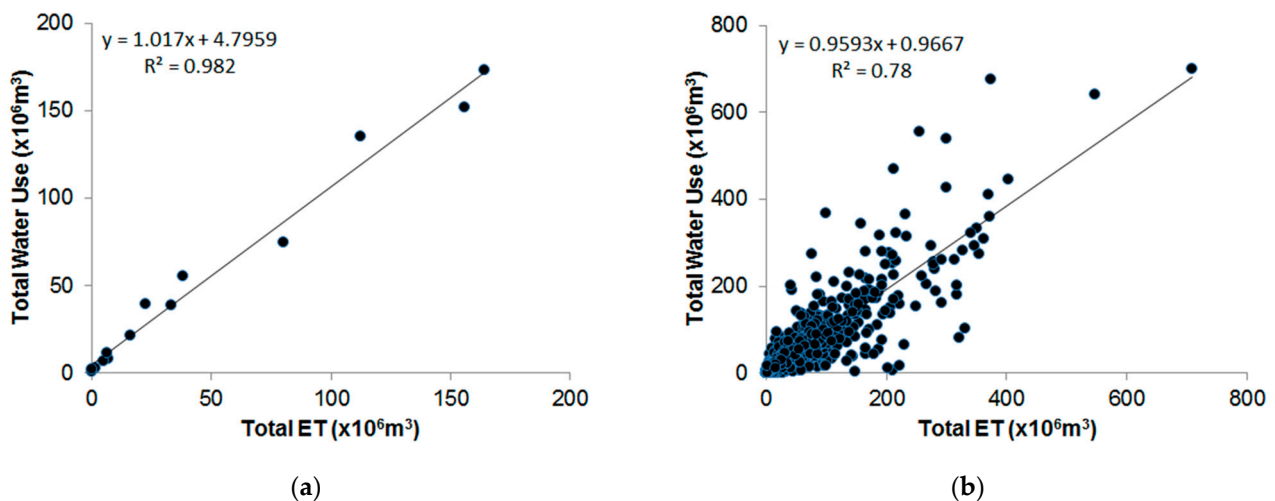 y = 1.017x + 4.7959
R² = 0.982
Total Water Use (x10⁶m³)
200
150
100
50
0
0 50 100 150 200
Total ET (x10⁶m³)
(a)
y = 0.9593x + 0.9667
R² = 0.78
Total Water Use (x10⁶m³)
800
600
400
200
0
0 200 400 600 800
Total ET (x10⁶m³)
(b)